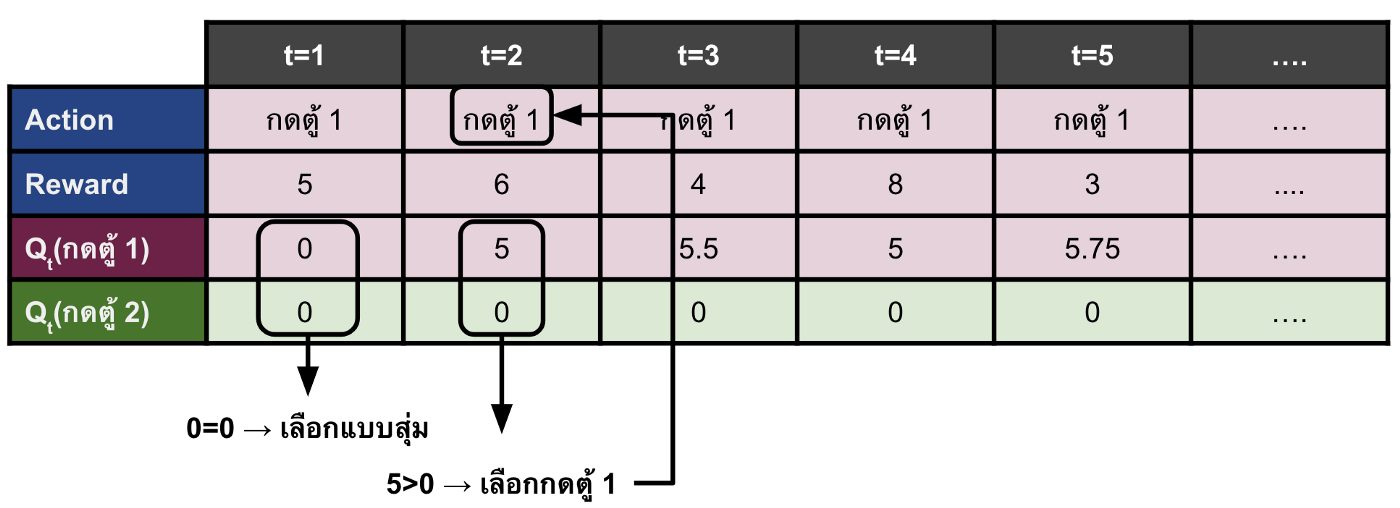 t=1 t=2 t=3 t=4 t=5 ....
Action กดตู้ 1 กดตู้ 1 กดตู้ 1 กดตู้ 1 กดตู้ 1 ....
Reward 5 6 4 8 3 ....
Qt(กดตู้ 1) 0 5 5.5 5 5.75 ....
Qt(กดตู้ 2) 0 0 0 0 0 ....
0=0 → เลือกแบบสุ่ม
5>0 → เลือกกดตู้ 1